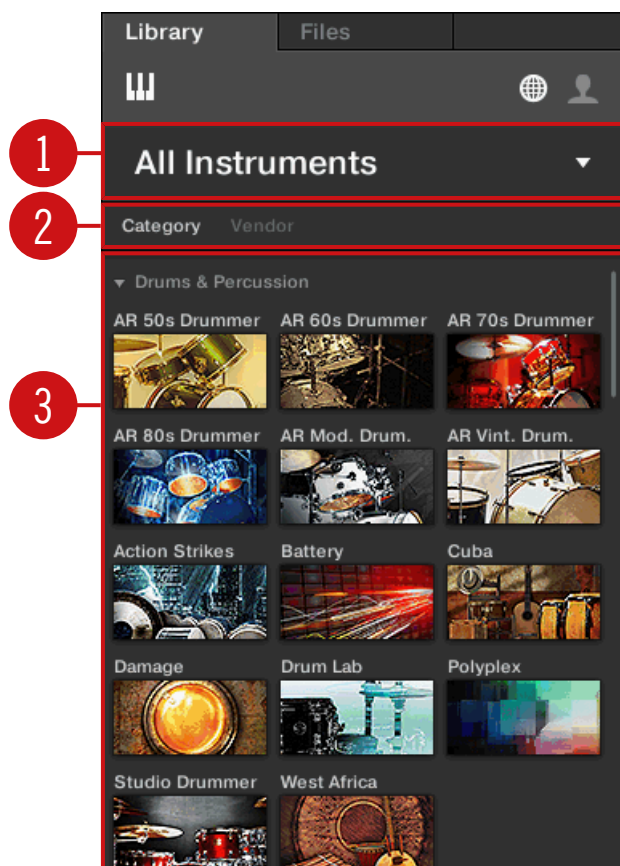 Library Files
1
All Instruments
2
Category Vendor
3
Drums & Percussion
AR 50s Drummer AR 60s Drummer AR 70s Drummer
AR 80s Drummer AR Mod. Drum. AR Vint. Drum.
Action Strikes Battery Cuba
Damage Drum Lab Polyplex
Studio Drummer West Africa